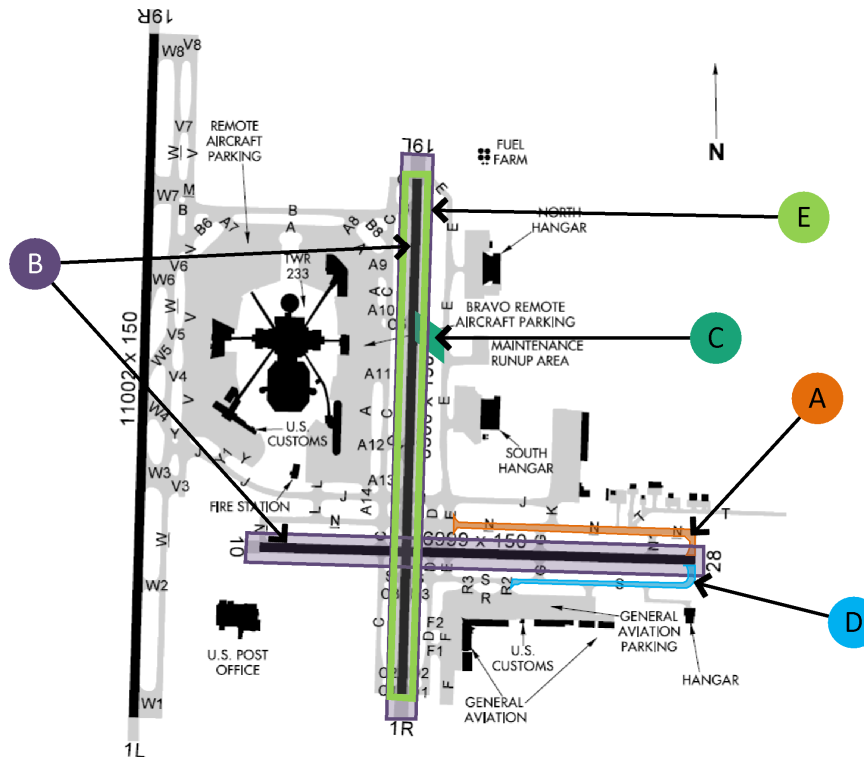 19R
W8 V8
V7
W V
REMOTE
AIRCRAFT
PARKING
19L
FUEL
FARM
N
E
W7 M
B
B6 A7
B
A
A8 B8
C
E
E
NORTH
HANGAR
E
B
V
V6
W6
W
V
V5
W5
V4
V
W4
TWR
233
A
A9
A C
A10
C
A11
A C
A12
A13
A14
BRAVO REMOTE
AIRCRAFT PARKING
MAINTENANCE
RUNUP AREA
E
E
C
A
11002 x 150
U.S.
CUSTOMS
SOUTH
HANGAR
Y
J Y1 Y
J
W3
V3
FIRE STATION
L
L
J
N
D E
N
J
K
G
N
T
N
T
10
N
6999 x 150
28
W
W2
C
D E
S
R3
S
R
R2
G
S
D
C
D
F2
F1
F
F
U.S. POST
OFFICE
U.S.
CUSTOMS
GENERAL
AVIATION
PARKING
HANGAR
GENERAL
AVIATION
W1
1L
1R